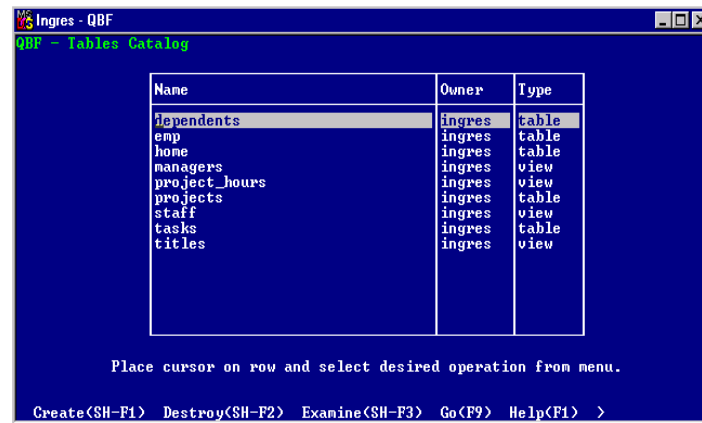 Ingres - QBF
QBF - Tables Catalog
Name Owner Type
dependents ingres table
emp ingres table
home ingres table
managers ingres view
project_hours ingres view
projects ingres table
staff ingres view
tasks ingres table
titles ingres view
Place cursor on row and select desired operation from menu.
Create(SH-F1) Destroy(SH-F2) Examine(SH-F3) Go(F9) Help(F1) >